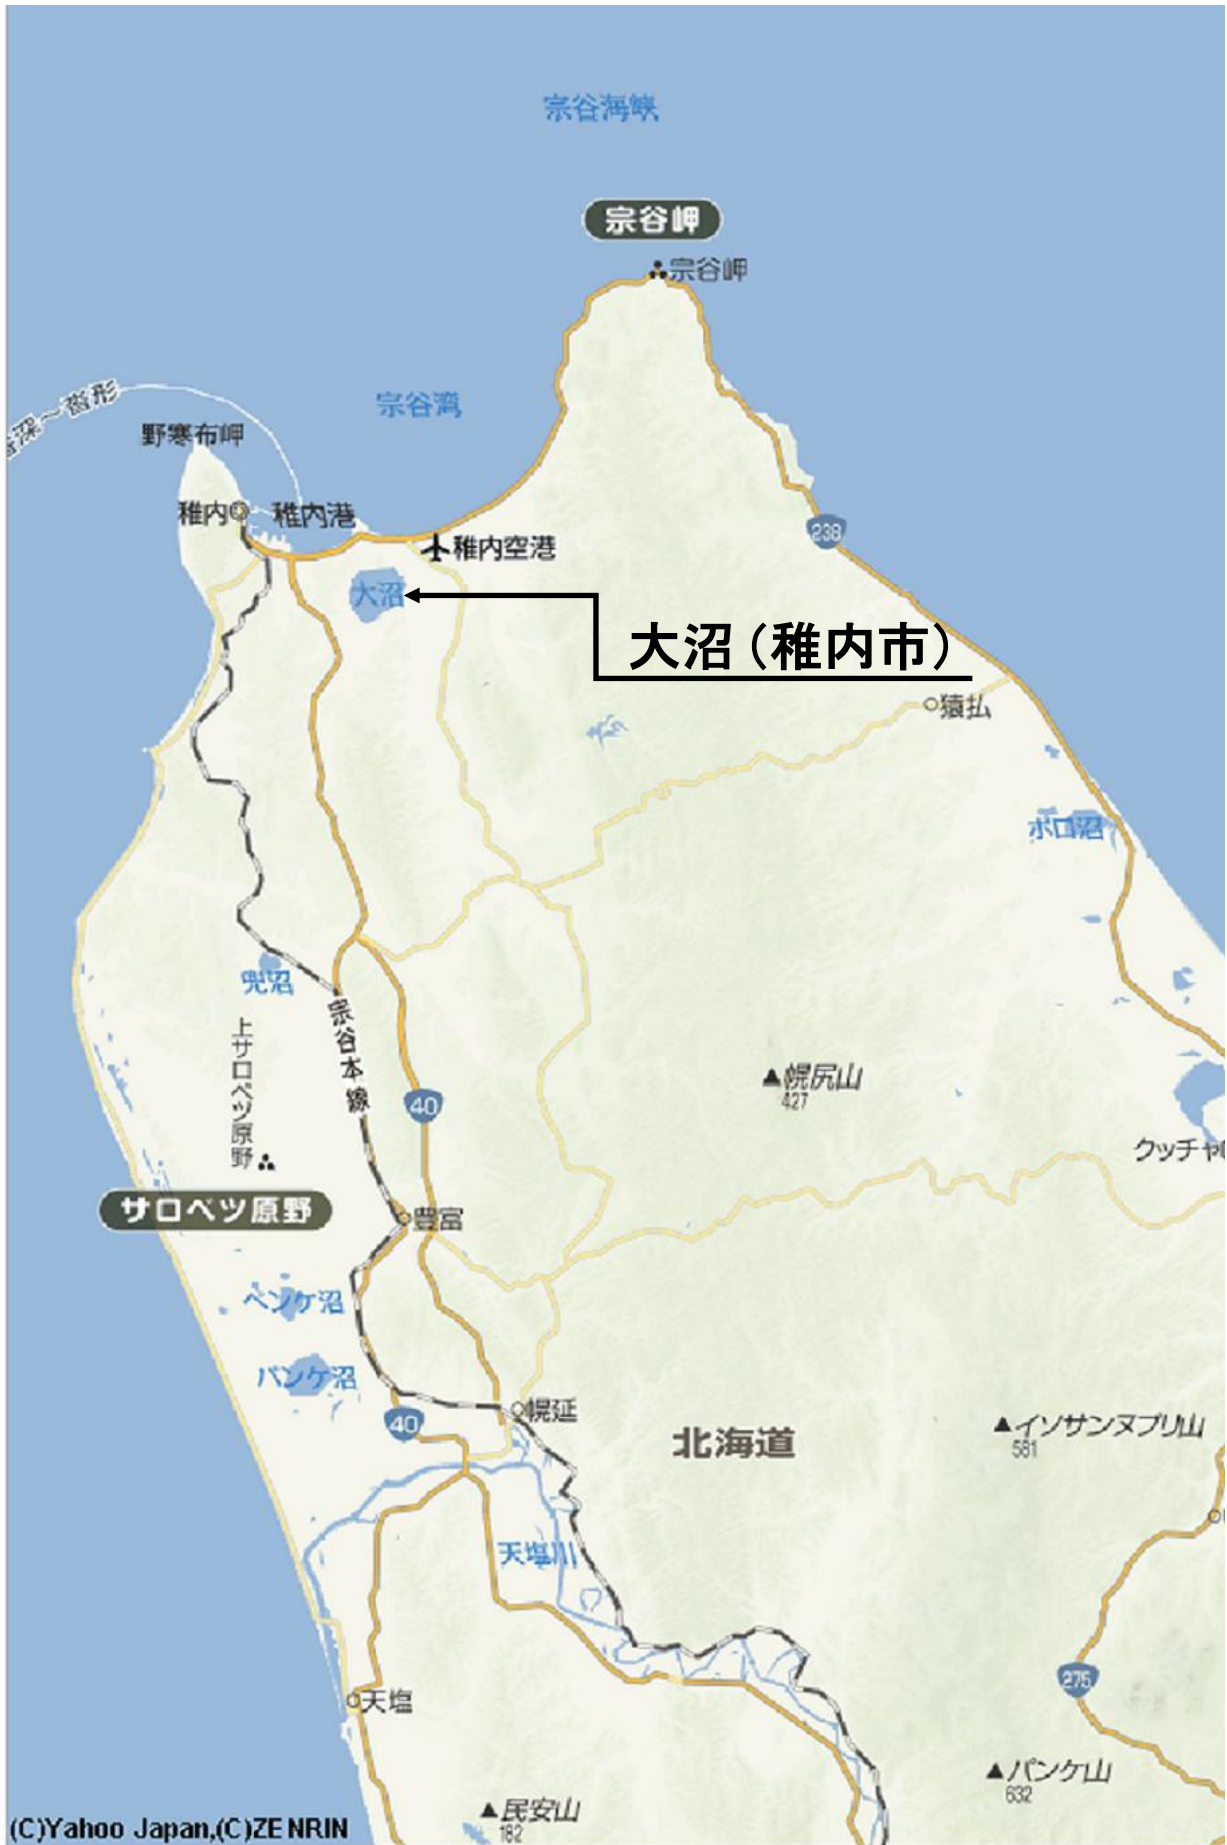 宗谷海峡
宗谷岬
宗谷岬
宗谷湾
野寒布岬
稚内
稚内港
稚内空港
238
大沼
大沼（稚内市）
猿払
ポロ沼
兜沼
宗谷本線
上サロベツ原野
幌尻山
427
40
クッチャロ
サロベツ原野
豊富
ペンケ沼
パンケ沼
幌延
40
北海道
イソサンヌプリ山
581
天塩川
275
天塩
パンケ山
632
民安山
182
(C)Yahoo Japan,(C)ZENRIN